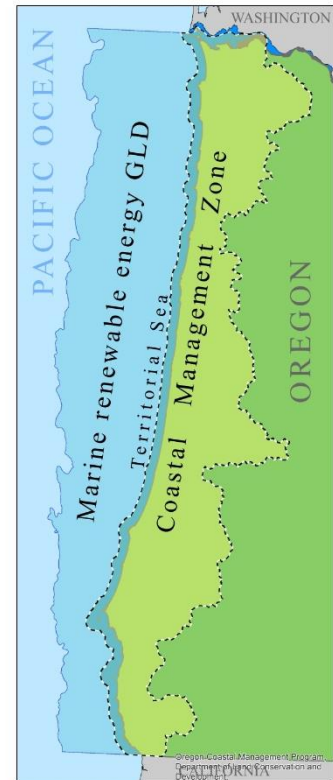 WASHINGTON
PACIFIC OCEAN
Marine renewable energy GLD
Territorial Sea
Coastal Management Zone
OREGON
Oregon Coastal Management Program
Department of Land Conservation and
Development
CALIFORNIA